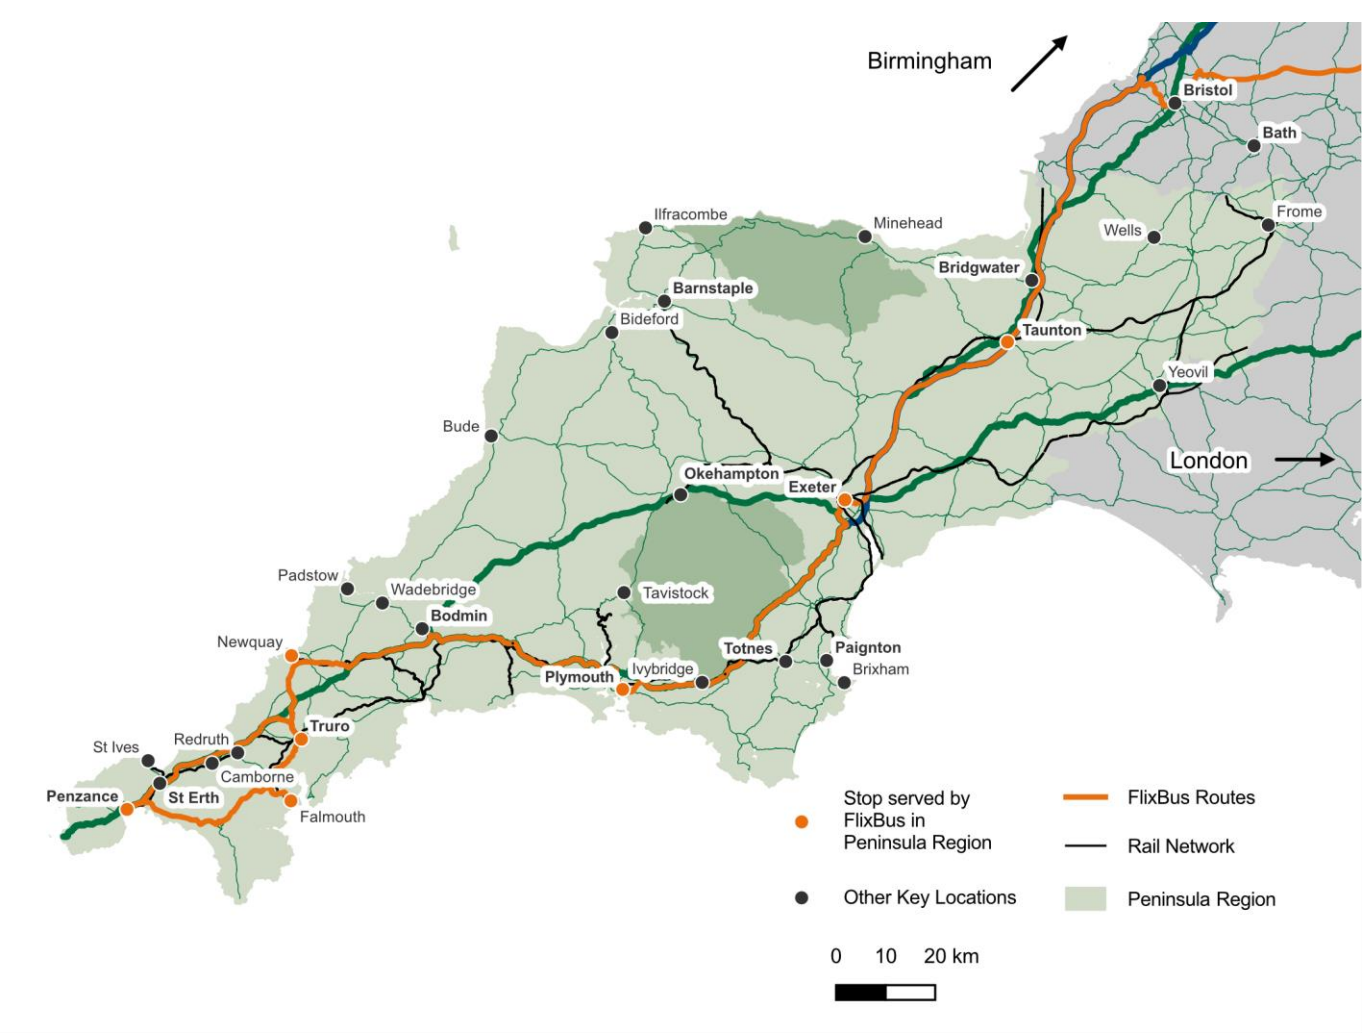 Birmingham
Bristol
Bath
Ilfracombe
Minehead
Frome
Wells
Bridgwater
Barnstaple
Bideford
Taunton
Yeovil
Bude
London
Okehampton
Exeter
Padstow
Wadebridge
Tavistock
Bodmin
Newquay
Totnes
Paignton
Ivybridge
Brixham
Plymouth
Truro
Redruth
St Ives
Camborne
Penzance
St Erth
Falmouth
Stop served by
FlixBus in
Peninsula Region
FlixBus Routes
Rail Network
Other Key Locations
Peninsula Region
0 10 20 km